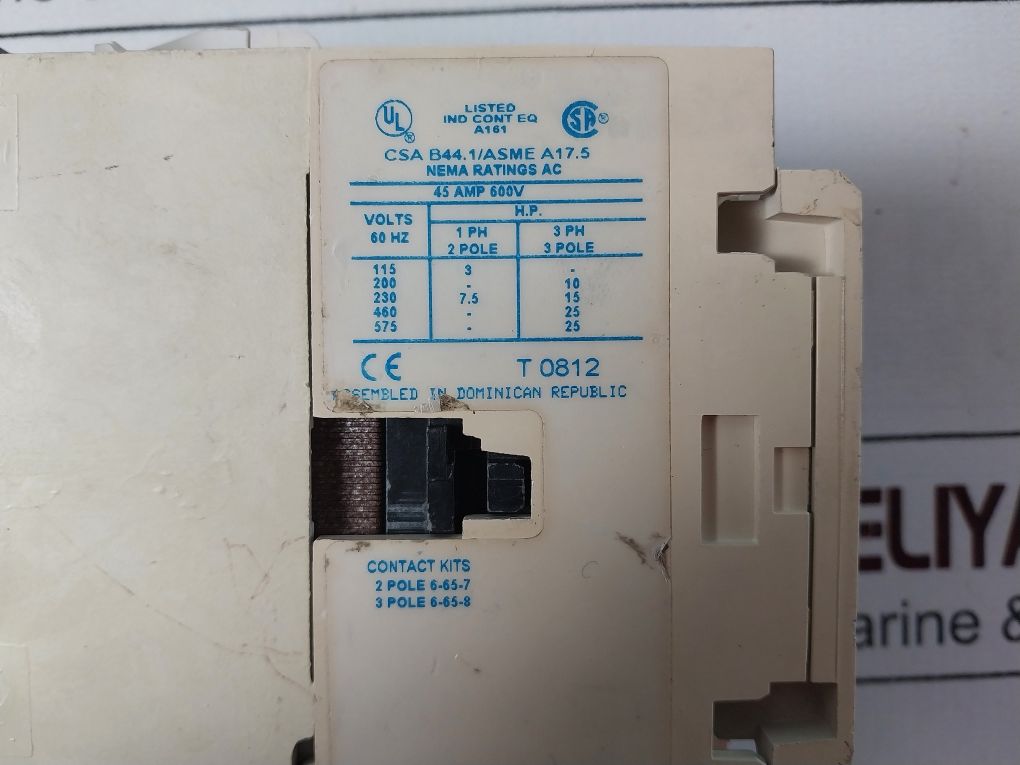 UL ®
LISTED
IND CONT EQ
A161
SA ®
CSA B44.1/ASME A17.5
NEMA RATINGS AC
45 AMP 600V
VOLTS
60 HZ
H.P.
1 PH
2 POLE
3 PH
3 POLE
115 3 -
200 - 10
230 7.5 15
460 - 25
575 - 25
CE T 0812
ASSEMBLED IN DOMINICAN REPUBLIC
CONTACT KITS
2 POLE 6-65-7
3 POLE 6-65-8
ELIYA
arine &